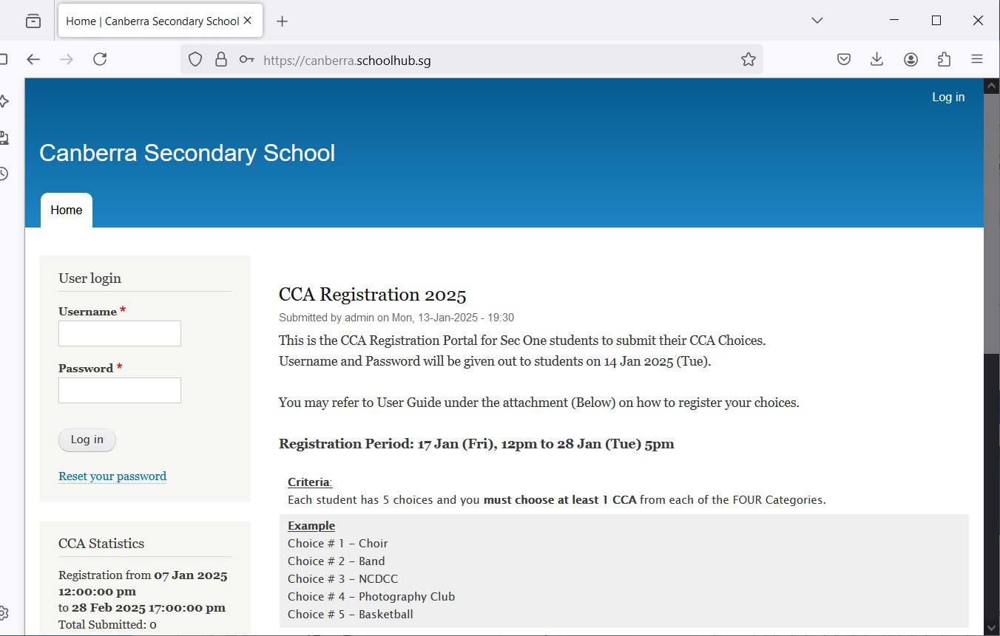 Home | Canberra Secondary School
https://canberra.schoolhub.sg
Log in
Canberra Secondary School
Home
User login
Username *
Password *
Log in
Reset your password
CCA Statistics
Registration from 07 Jan 2025
12:00:00 pm
to 28 Feb 2025 17:00:00 pm
Total Submitted: 0
CCA Registration 2025
Submitted by admin on Mon, 13-Jan-2025 - 19:30
This is the CCA Registration Portal for Sec One students to submit their CCA Choices.
Username and Password will be given out to students on 14 Jan 2025 (Tue).
You may refer to User Guide under the attachment (Below) on how to register your choices.
Registration Period: 17 Jan (Fri), 12pm to 28 Jan (Tue) 5pm
Criteria:
Each student has 5 choices and you must choose at least 1 CCA from each of the FOUR Categories.
Example
Choice # 1 – Choir
Choice # 2 – Band
Choice # 3 – NCDCC
Choice # 4 – Photography Club
Choice # 5 – Basketball